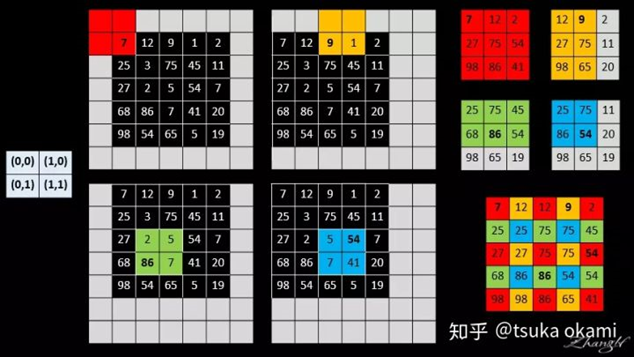 (0,0) (1,0)
(0,1) (1,1)
7 12 9 1 2
25 3 75 45 11
27 2 5 54 7
68 86 7 41 20
98 54 65 5 19
7 12 9 1 2
25 3 75 45 11
27 2 5 54 7
68 86 7 41 20
98 54 65 5 19
7 12 2
27 75 54
98 86 41
12 9 2
27 75 11
98 65 20
25 75 45
68 86 54
98 65 19
25 75 11
86 54 20
98 65 19
7 12 9 1 2
25 3 75 45 11
27 2 5 54 7
68 86 7 41 20
98 54 65 5 19
7 12 9 1 2
25 3 75 45 11
27 2 5 54 7
68 86 7 41 20
98 54 65 5 19
7 12 12 9 2
25 25 75 75 45
27 27 75 75 54
68 86 86 54 54
98 98 86 65 41
知乎 @tsuka okami